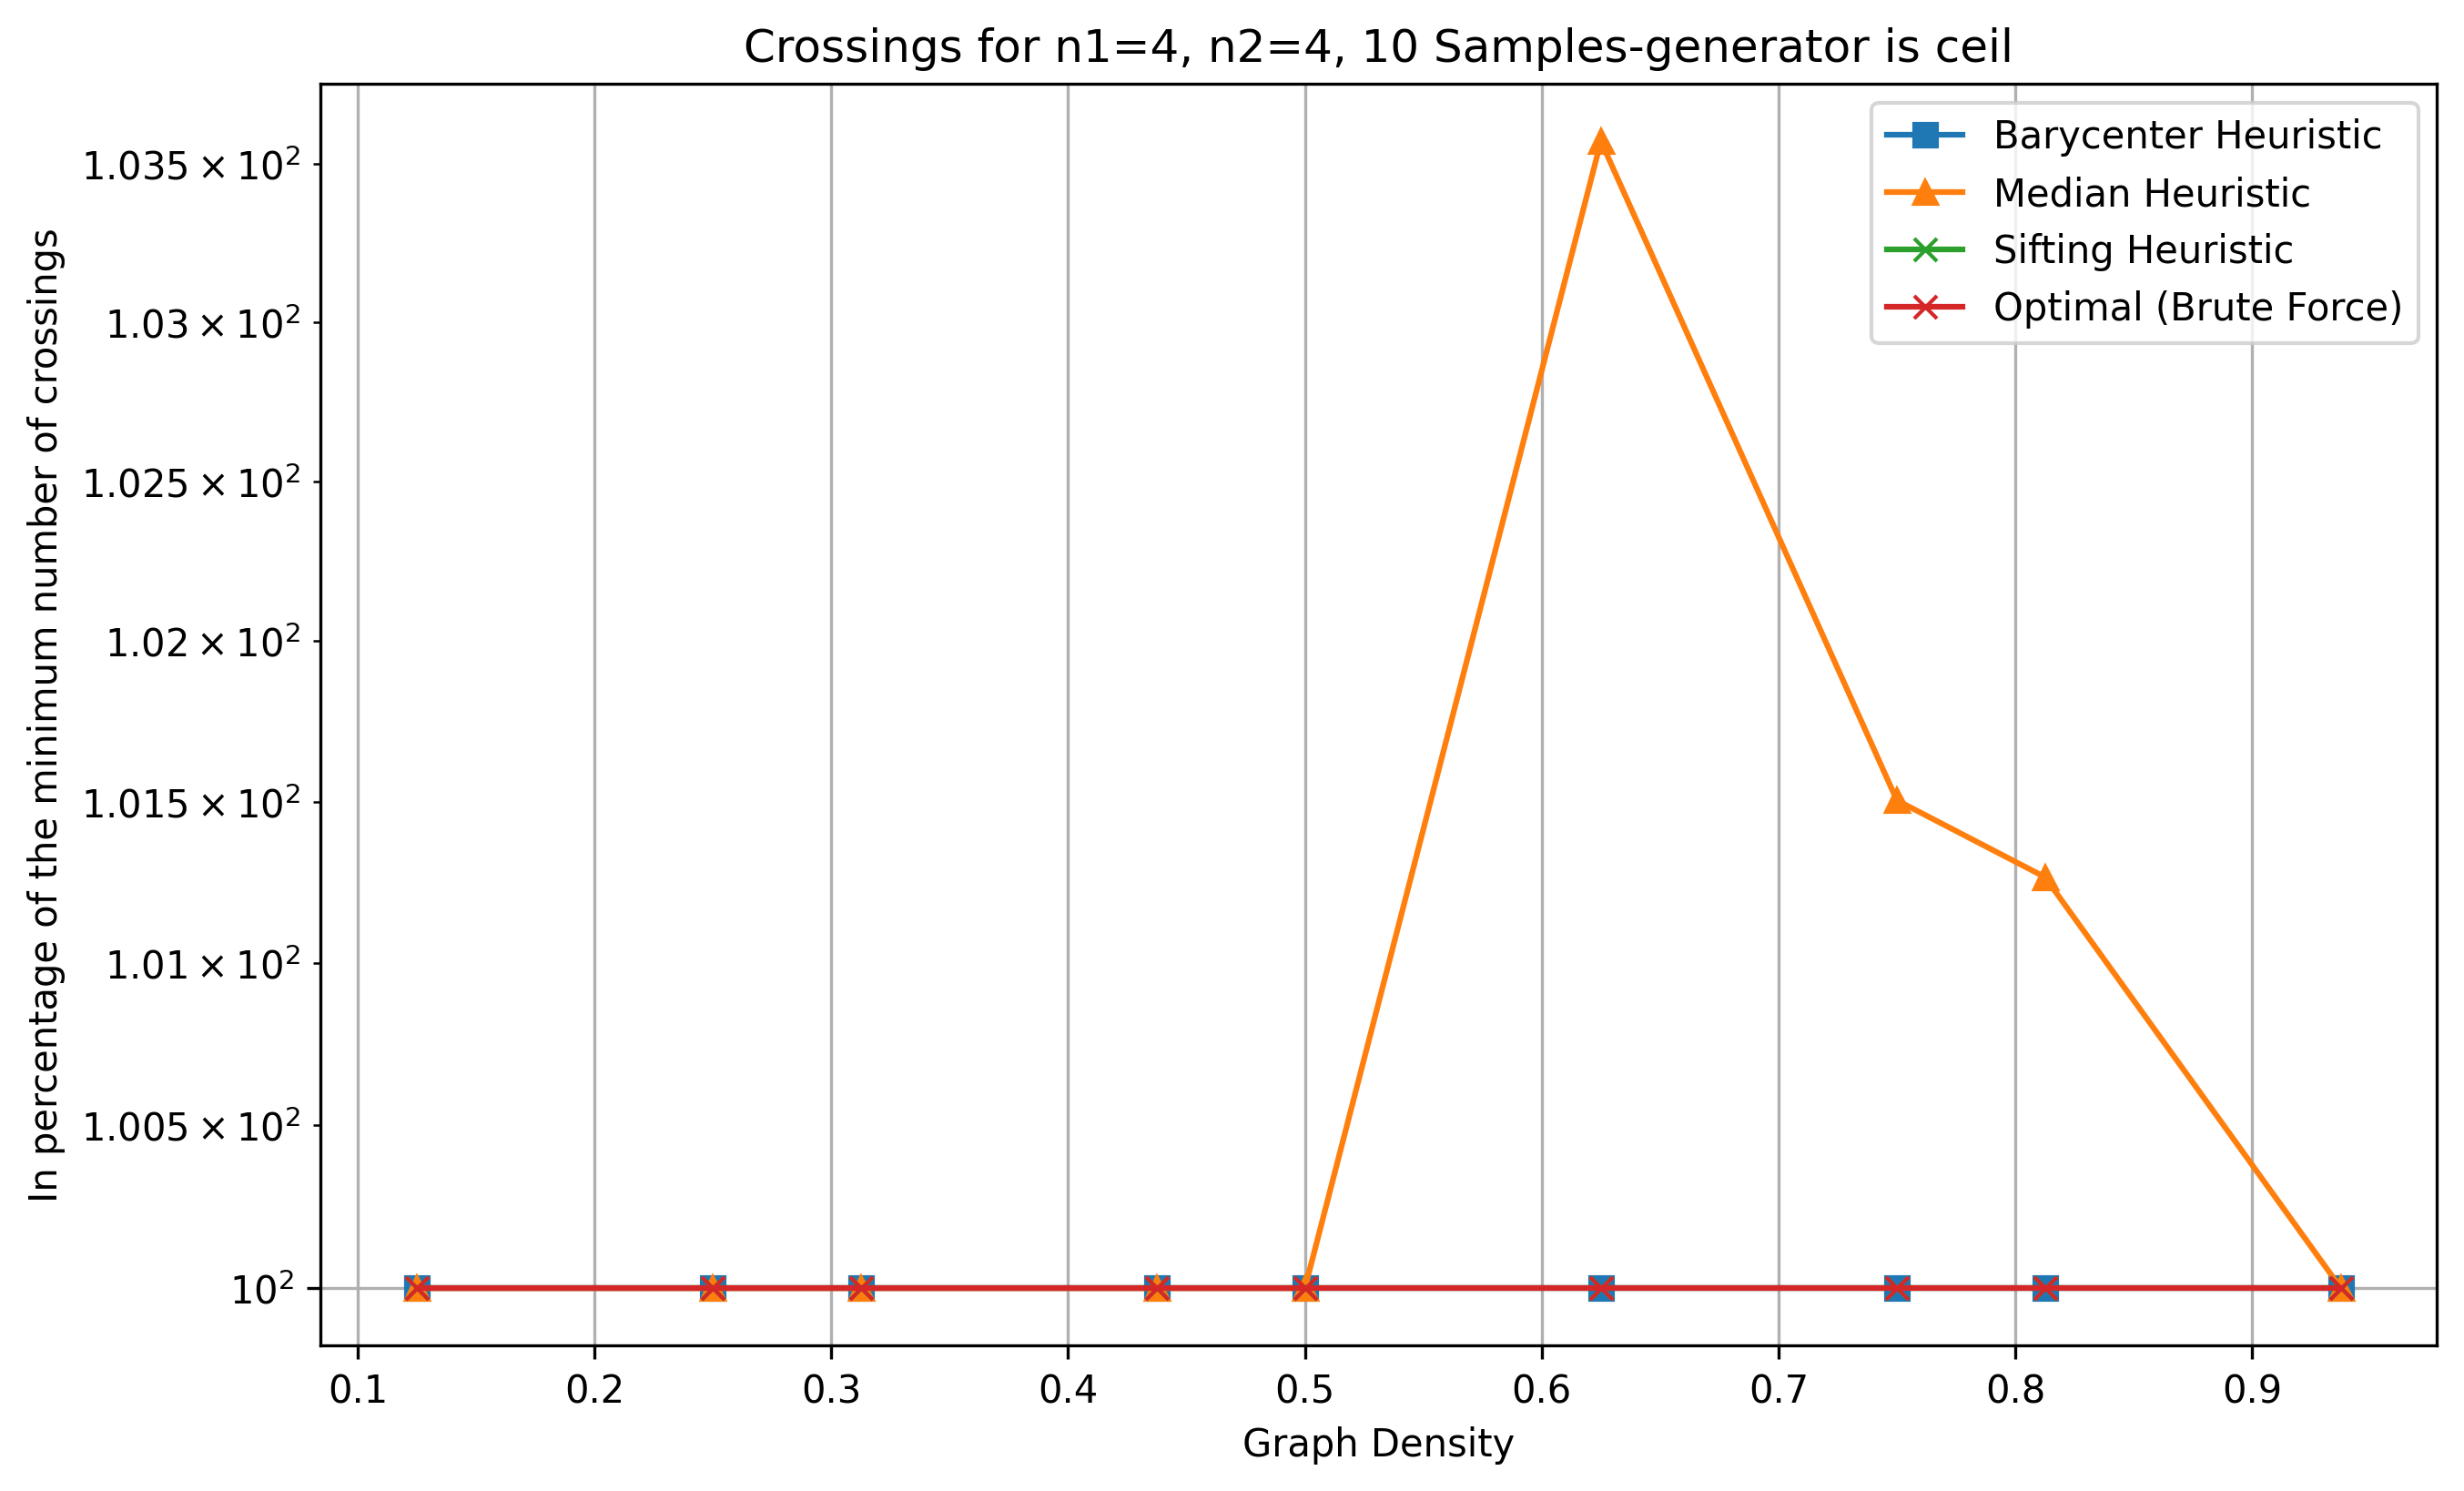 Crossings for n1=4, n2=4, 10 Samples-generator is ceil
In percentage of the minimum number of crossings
1.035 × 10²
1.03 × 10²
1.025 × 10²
1.02 × 10²
1.015 × 10²
1.01 × 10²
1.005 × 10²
10²
Barycenter Heuristic
Median Heuristic
Sifting Heuristic
Optimal (Brute Force)
0.1 0.2 0.3 0.4 0.5 0.6 0.7 0.8 0.9
Graph Density